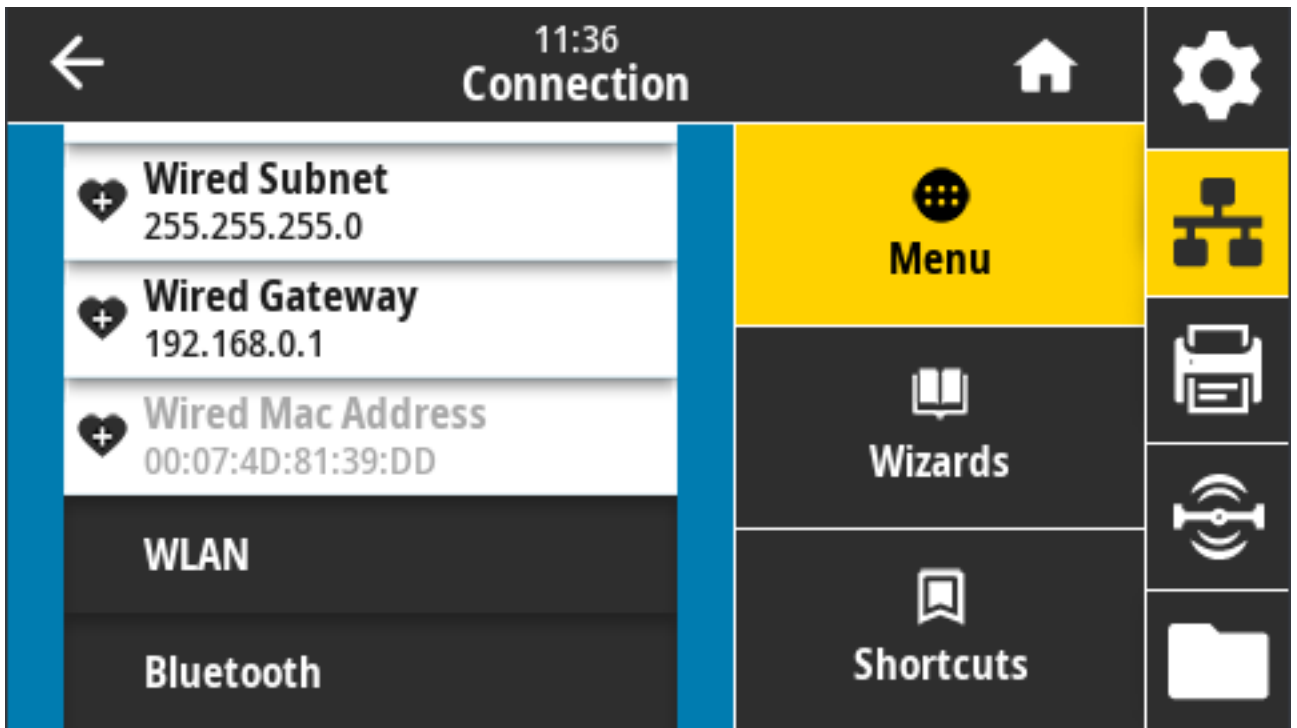 11:36
Connection
Wired Subnet
255.255.255.0
Wired Gateway
192.168.0.1
Wired Mac Address
00:07:4D:81:39:DD
WLAN
Bluetooth
Menu
Wizards
Shortcuts